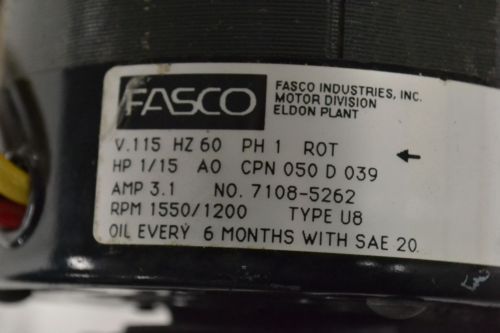 FASCO
FASCO INDUSTRIES, INC.
MOTOR DIVISION
ELDON PLANT
V.115 HZ 60 PH 1 ROT ←
HP 1/15 AO CPN 050 D 039
AMP 3.1 NO. 7108-5262
RPM 1550/1200 TYPE U8
OIL EVERY 6 MONTHS WITH SAE 20.